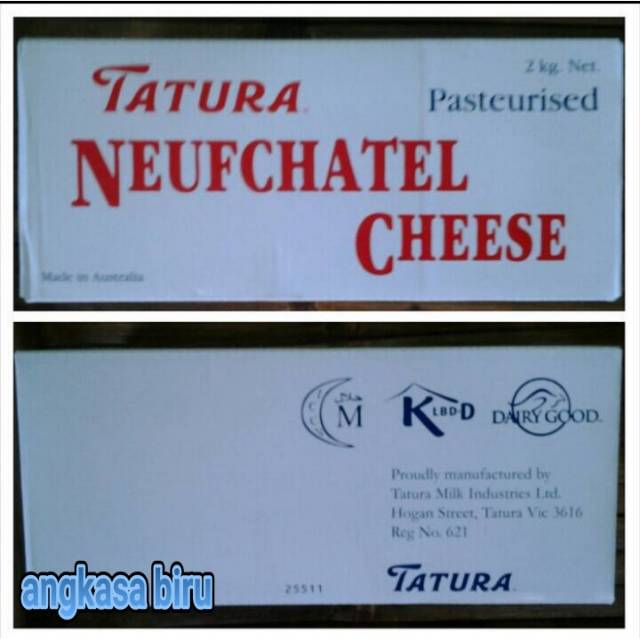 TATURA
2 kg. Net.
Pasteurised
NEUFCHATEL
CHEESE
Made in Australia
حلال
M
K LBD-D
DAIRY GOOD
Proudly manufactured by
Tatura Milk Industries Ltd.
Hogan Street, Tatura Vic 3616
Reg No. 621
25511
TATURA
angkasa biru